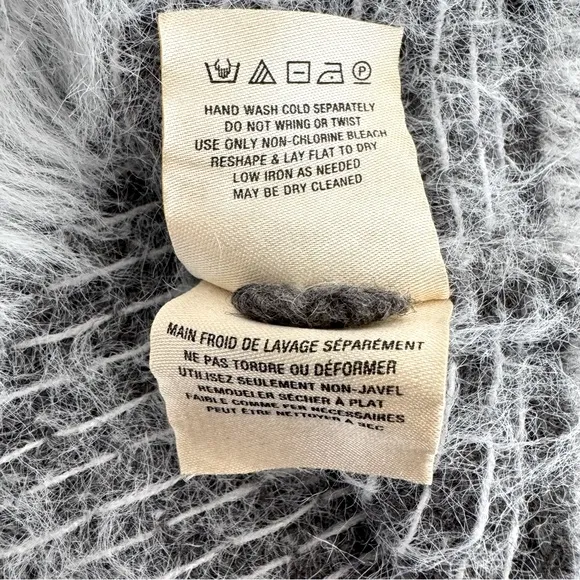 HAND WASH COLD SEPARATELY
DO NOT WRING OR TWIST
USE ONLY NON-CHLORINE BLEACH
RESHAPE & LAY FLAT TO DRY
LOW IRON AS NEEDED
MAY BE DRY CLEANED
MAIN FROID DE LAVAGE SÉPARÉMENT
NE PAS TORDRE OU DÉFORMER
UTILISEZ SEULEMENT NON-JAVEL
REMODELER SÉCHER À PLAT
FAIBLE COMME FER NÉCESSAIRES
PEUT ÊTRE NETTOYER À SEC